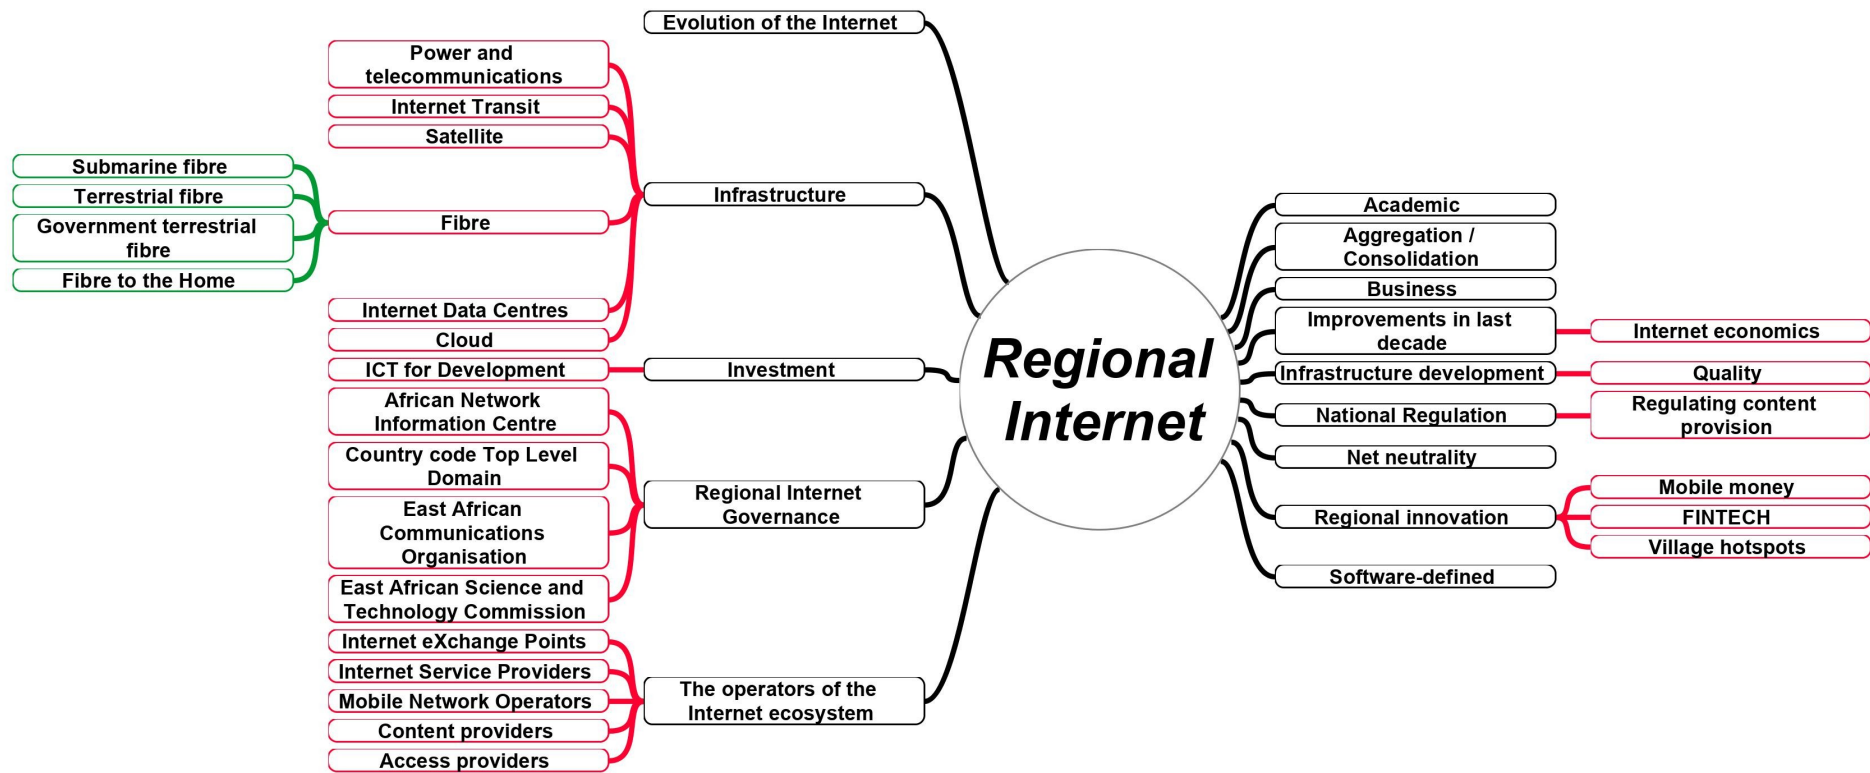 Evolution of the Internet
Power and
telecommunications
Internet Transit
Satellite
Submarine fibre
Terrestrial fibre
Government terrestrial
fibre
Fibre to the Home
Fibre
Infrastructure
Internet Data Centres
Cloud
ICT for Development
Investment
African Network
Information Centre
Country code Top Level
Domain
East African
Communications
Organisation
East African Science and
Technology Commission
Regional Internet
Governance
Internet eXchange Points
Internet Service Providers
Mobile Network Operators
Content providers
Access providers
The operators of the
Internet ecosystem
Regional
Internet
Academic
Aggregation /
Consolidation
Business
Improvements in last
decade
Internet economics
Infrastructure development
Quality
National Regulation
Regulating content
provision
Net neutrality
Regional innovation
Mobile money
FINTECH
Village hotspots
Software-defined